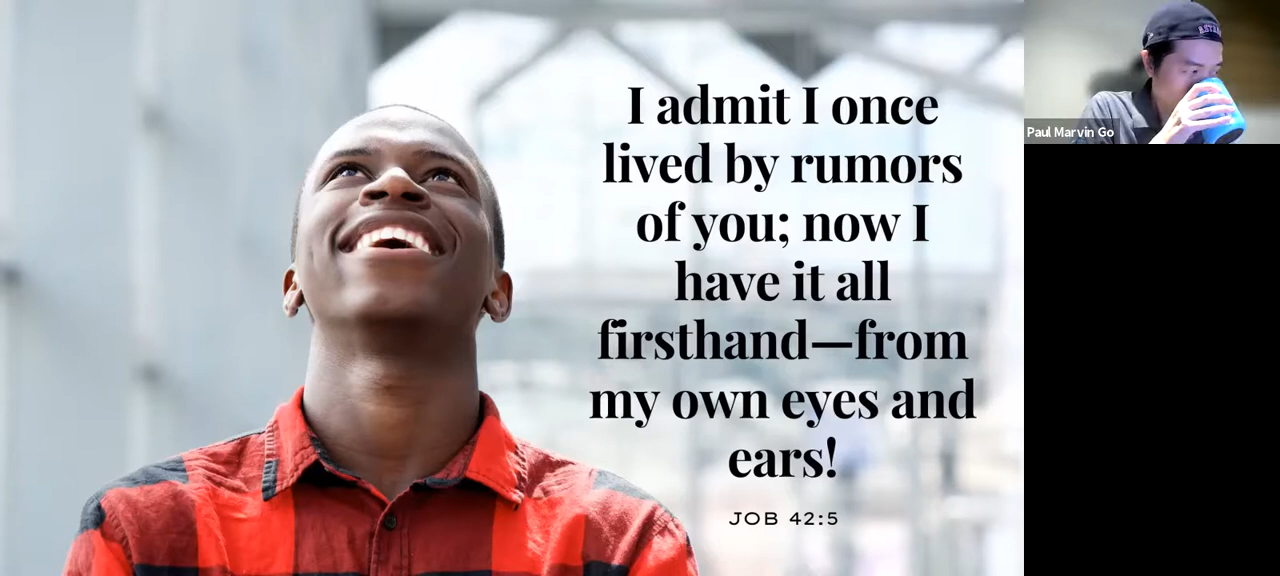 I admit I once
lived by rumors
of you; now I
have it all
firsthand—from
my own eyes and
ears!
JOB 42:5
Paul Marvin Go